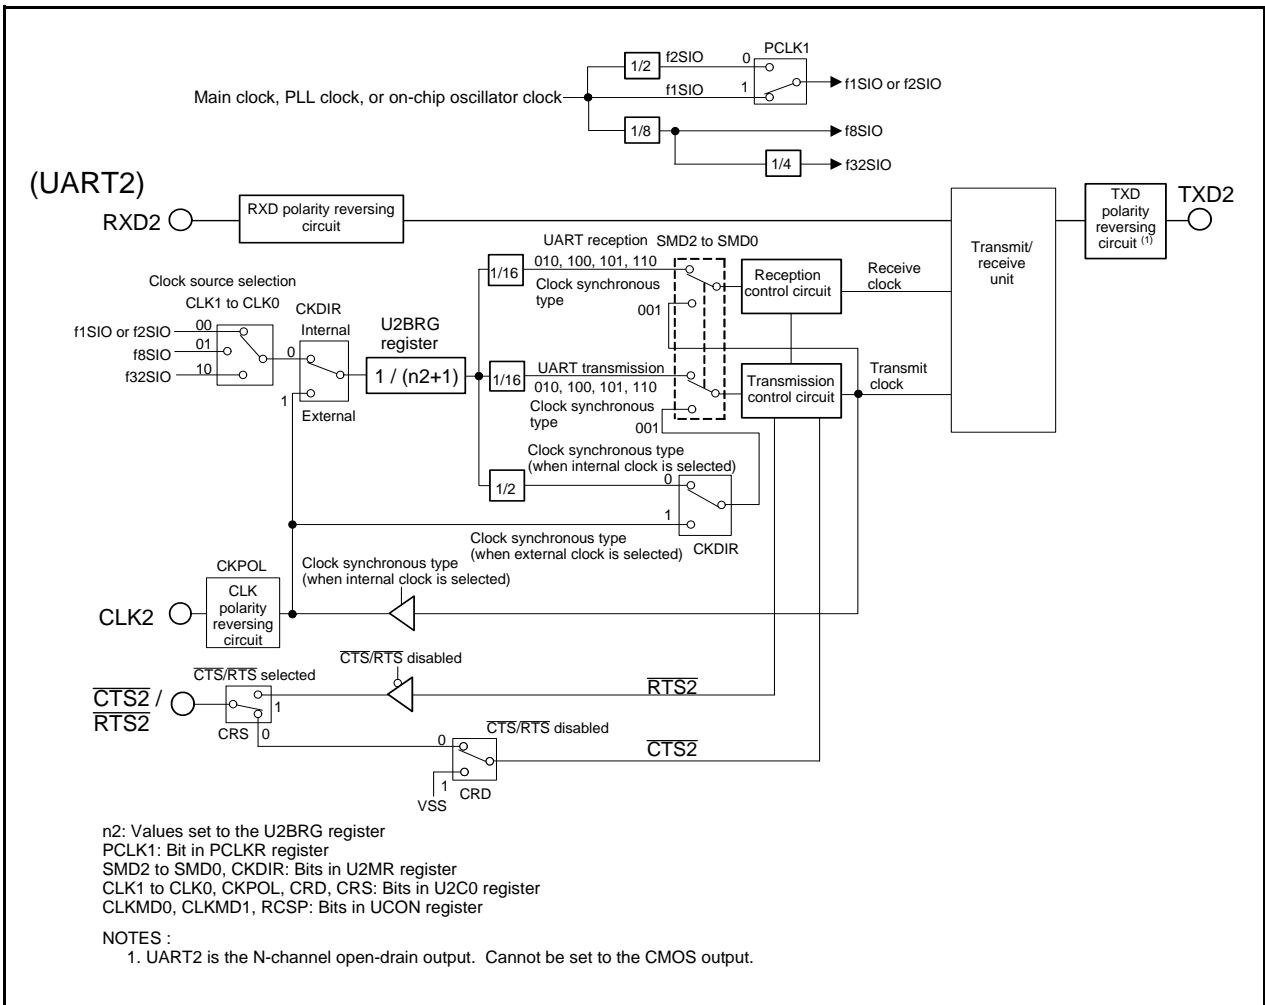 PCLK1
1/2
f2SIO
0
Main clock, PLL clock, or on-chip oscillator clock
f1SIO
1
f1SIO or f2SIO
1/8
f8SIO
1/4
f32SIO
(UART2)
RXD2
RXD polarity reversing
circuit
TXD
polarity
reversing
circuit (1)
TXD2
Transmit/
receive
unit
UART reception
SMD2 to SMD0
1/16
010, 100, 101, 110
Clock synchronous
type
001
Reception
control circuit
Receive
clock
Clock source selection
CLK1 to CLK0
f1SIO or f2SIO
00
f8SIO
01
f32SIO
10
CKDIR
Internal
0
1
External
U2BRG
register
1 / (n2+1)
1/16
UART transmission
010, 100, 101, 110
Clock synchronous
type
001
Transmission
control circuit
Transmit
clock
Clock synchronous type
(when internal clock is selected)
1/2
0
1
CKDIR
Clock synchronous type
(when external clock is selected)
Clock synchronous type
(when internal clock is selected)
CKPOL
CLK
polarity
reversing
circuit
CLK2
CTS/RTS disabled
CTS/RTS selected
CTS2 /
RTS2
1
CRS
0
RTS2
CTS/RTS disabled
0
CTS2
1
VSS
CRD
n2: Values set to the U2BRG register
PCLK1: Bit in PCLKR register
SMD2 to SMD0, CKDIR: Bits in U2MR register
CLK1 to CLK0, CKPOL, CRD, CRS: Bits in U2C0 register
CLKMD0, CLKMD1, RCSP: Bits in UCON register
NOTES :
1. UART2 is the N-channel open-drain output. Cannot be set to the CMOS output.